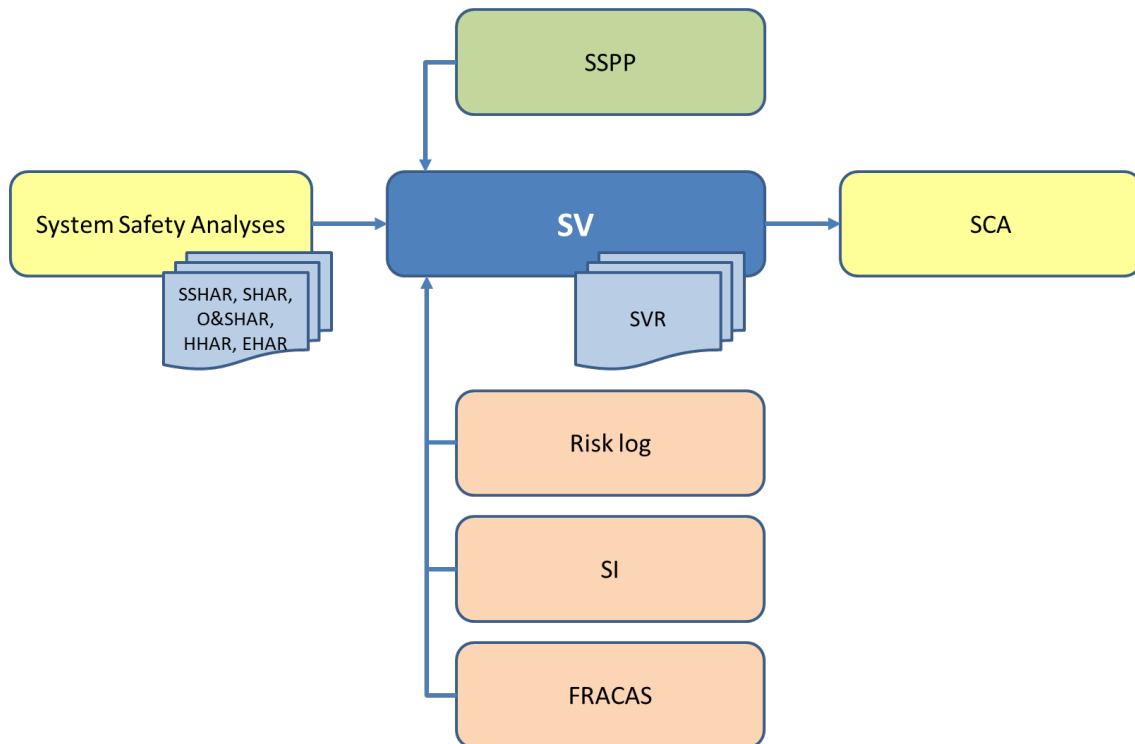 SSPP
System Safety Analyses
SV
SCA
SSHAR, SHAR,
O&SHAR,
HHAR, EHAR
SVR
Risk log
SI
FRACAS